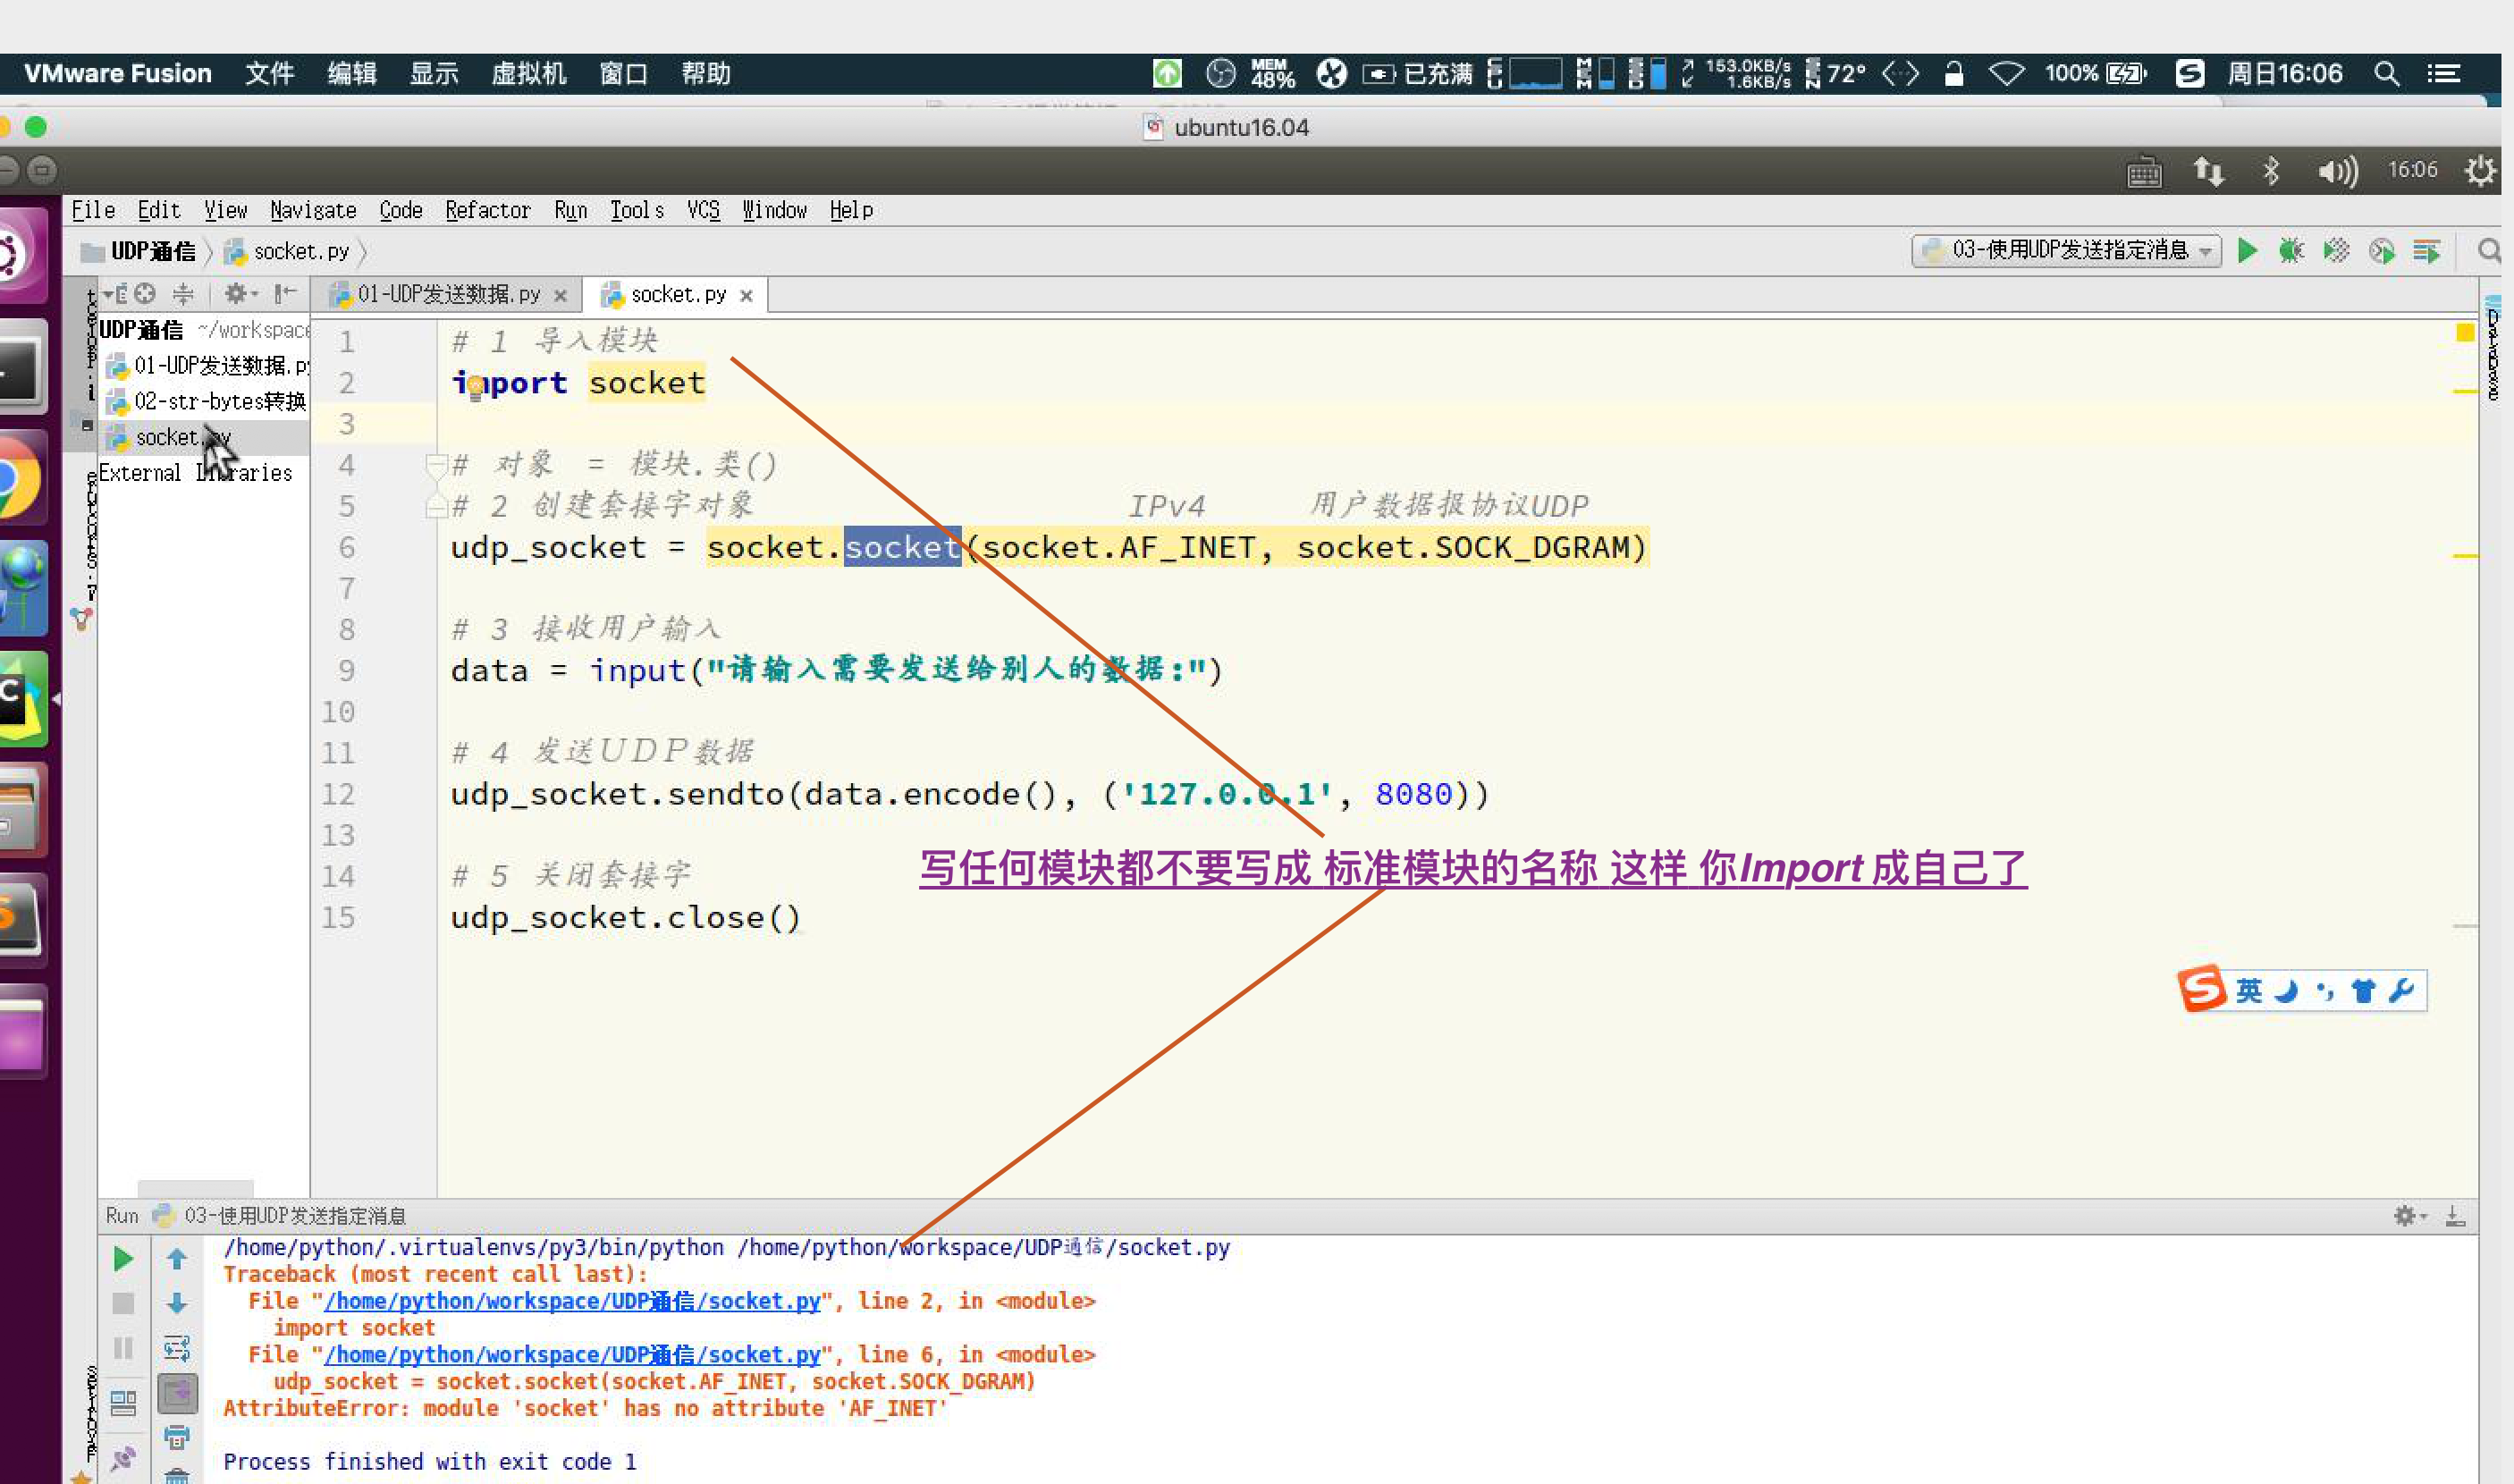 VMware Fusion 文件 编辑 显示 虚拟机 窗口 帮助 MEM 48% 已充满 153.0KB/s 1.6KB/s 72° 100% 周日16:06
ubuntu16.04
16:06
File Edit View Navigate Code Refactor Run Tools VCS Window Help
UDP通信 socket.py 03-使用UDP发送指定消息
01-UDP发送数据.py socket.py
UDP通信 ~/workspace
01-UDP发送数据.p
02-str-bytes转换
socket.py
External Libraries
Database
1 # 1 导入模块
2 import socket
3
4 # 对象 = 模块.类()
5 # 2 创建套接字对象 IPv4 用户数据报协议UDP
6 udp_socket = socket.socket(socket.AF_INET, socket.SOCK_DGRAM)
7
8 # 3 接收用户输入
9 data = input("请输入需要发送给别人的数据:")
10
11 # 4 发送UDP数据
12 udp_socket.sendto(data.encode(), ('127.0.0.1', 8080))
13
14 # 5 关闭套接字
15 udp_socket.close()
写任何模块都不要写成 标准模块的名称 这样 你Import 成自己了
英
Run 03-使用UDP发送指定消息
/home/python/.virtualenvs/py3/bin/python /home/python/workspace/UDP通信/socket.py
Traceback (most recent call last):
File "/home/python/workspace/UDP通信/socket.py", line 2, in <module>
import socket
File "/home/python/workspace/UDP通信/socket.py", line 6, in <module>
udp_socket = socket.socket(socket.AF_INET, socket.SOCK_DGRAM)
AttributeError: module 'socket' has no attribute 'AF_INET'
Process finished with exit code 1